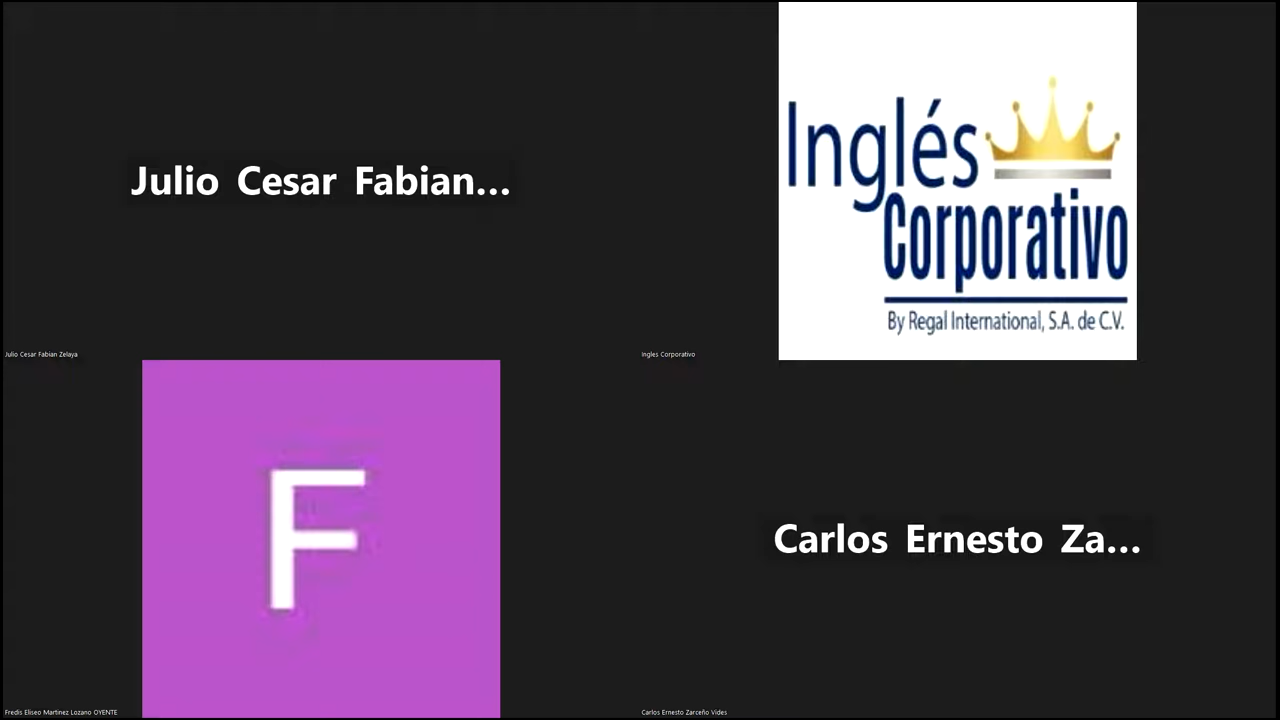 Julio Cesar Fabian...
Julio Cesar Fabian Zelaya
Inglés
Corporativo
By Regal International, S.A. de C.V.
Ingles Corporativo
F
Fredis Eliseo Martinez Lozano OYENTE
Carlos Ernesto Za...
Carlos Ernesto Zarceño Vides